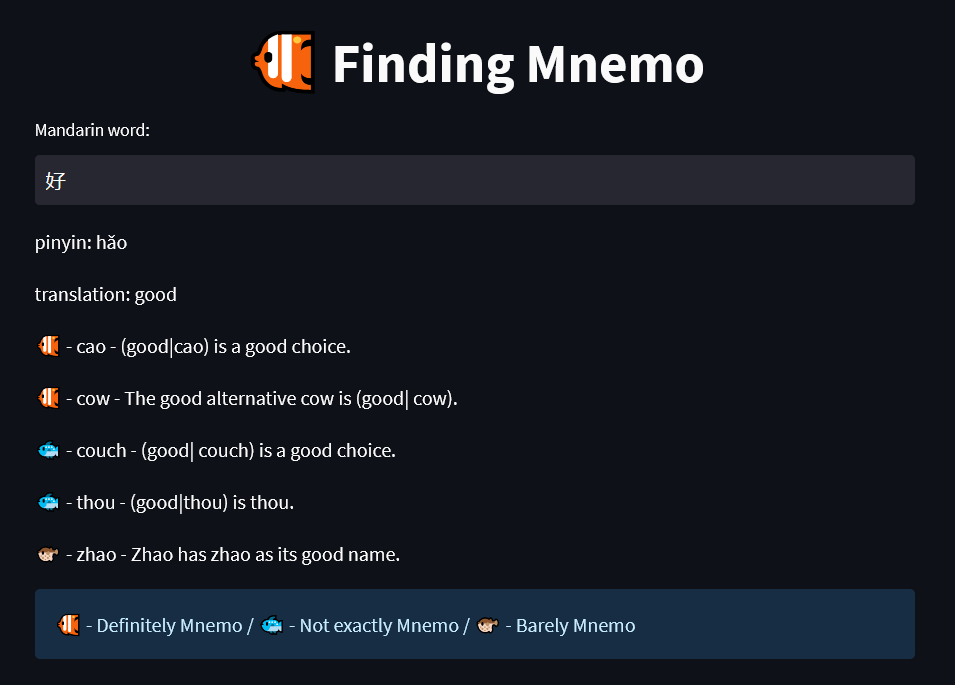 Finding Mnemo
Mandarin word:
好
pinyin: hǎo
translation: good
- cao - (good|cao) is a good choice.
- cow - The good alternative cow is (good| cow).
- couch - (good| couch) is a good choice.
- thou - (good|thou) is thou.
- zhao - Zhao has zhao as its good name.
- Definitely Mnemo / - Not exactly Mnemo / - Barely Mnemo